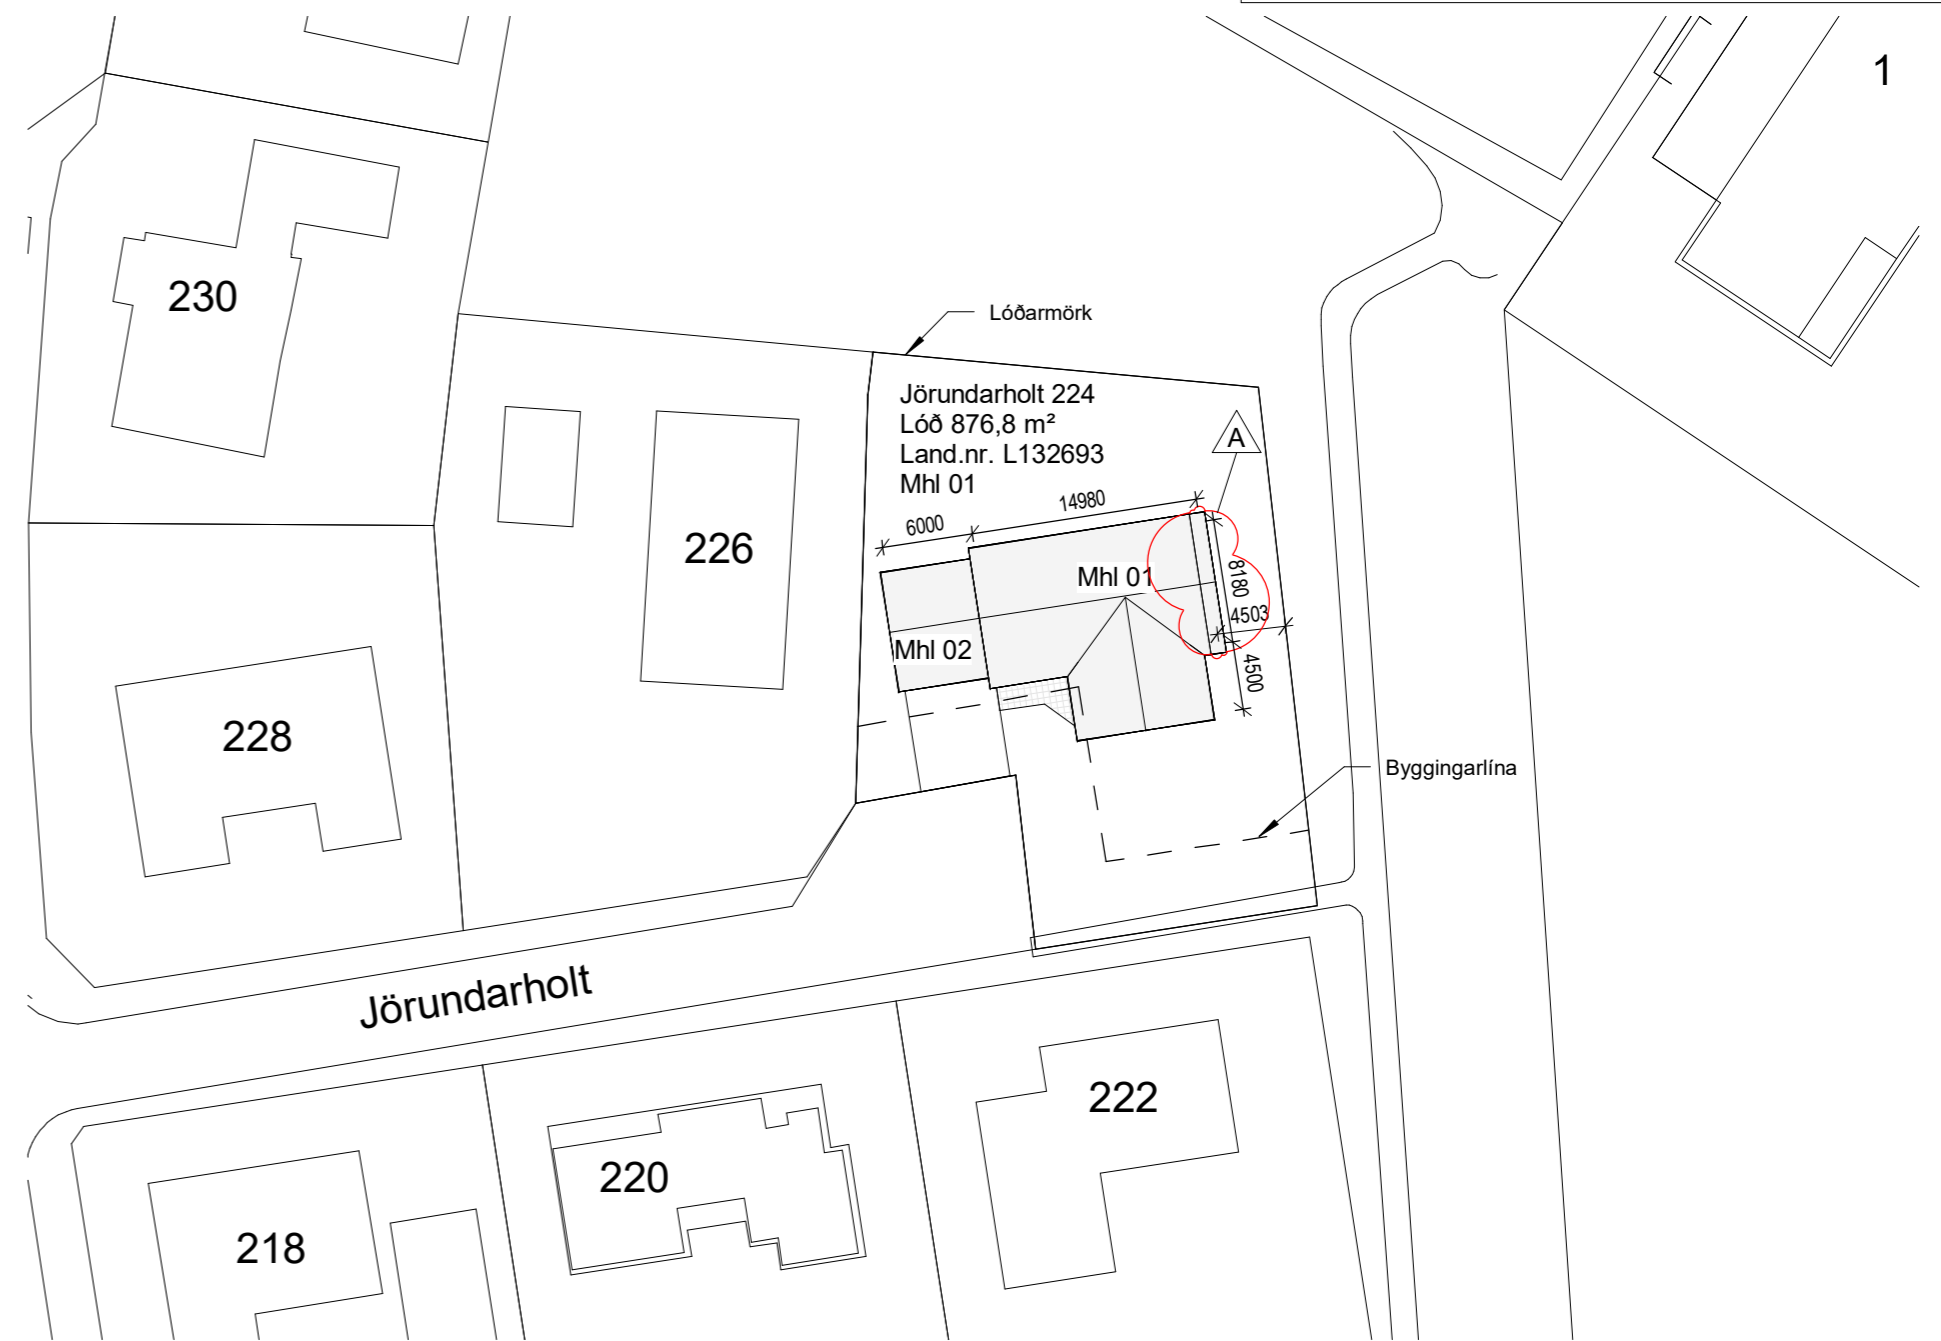 1
230
Lóðarmörk
Jörundarholt 224
Lóð 876,8 m²
Land.nr. L132693
Mhl 01
A
14980
6000
226
Mhl 01
8180
4503
Mhl 02
4500
228
Byggingarlína
Jörundarholt
222
220
218